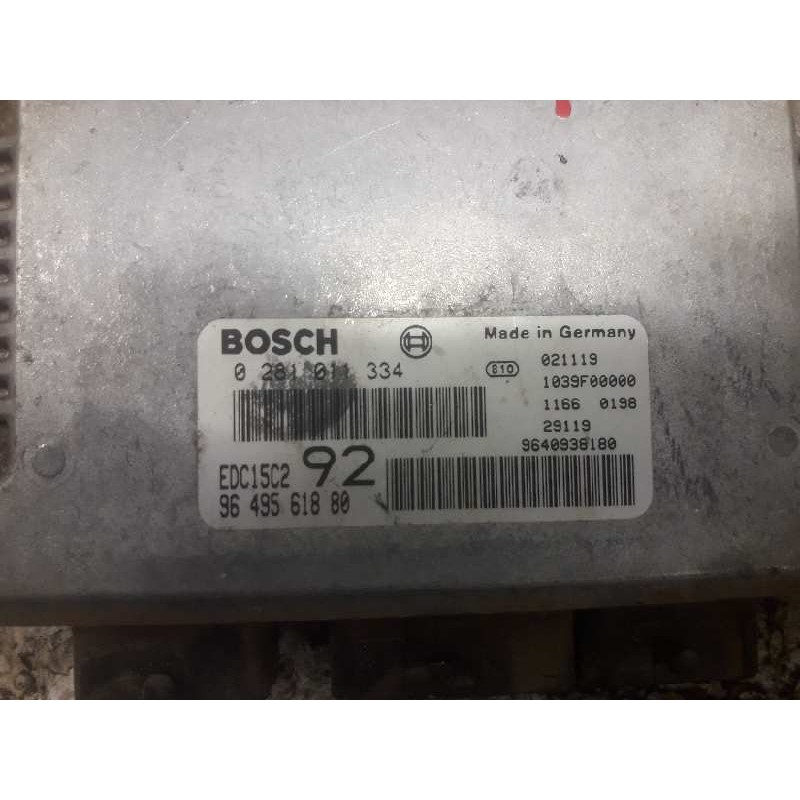 BOSCH
Made in Germany
0 281 011 334
810
021119
1039F00000
1166 0198
29119
9640938180
EDC15C2 92
96 495 618 80